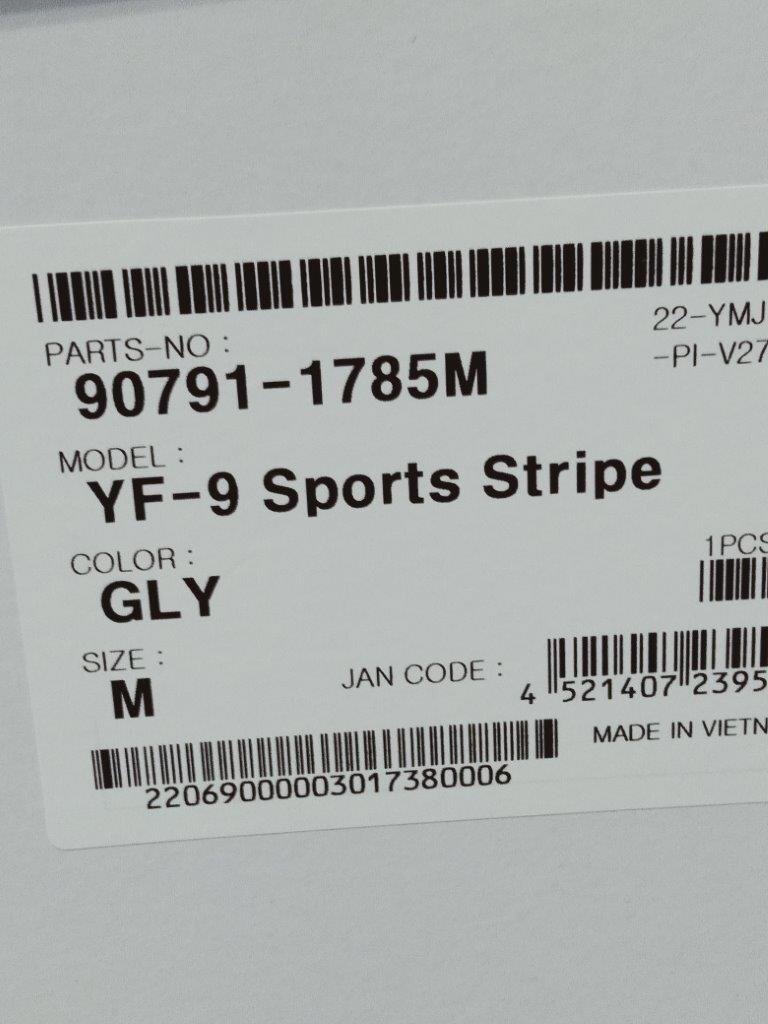 22-YMJ
PARTS-NO :
-PI-V27
90791-1785M
MODEL :
YF-9 Sports Stripe
COLOR :
1PCS
GLY
SIZE :
M
JAN CODE :
4 521407 2395
MADE IN VIETN
22069000003017380006